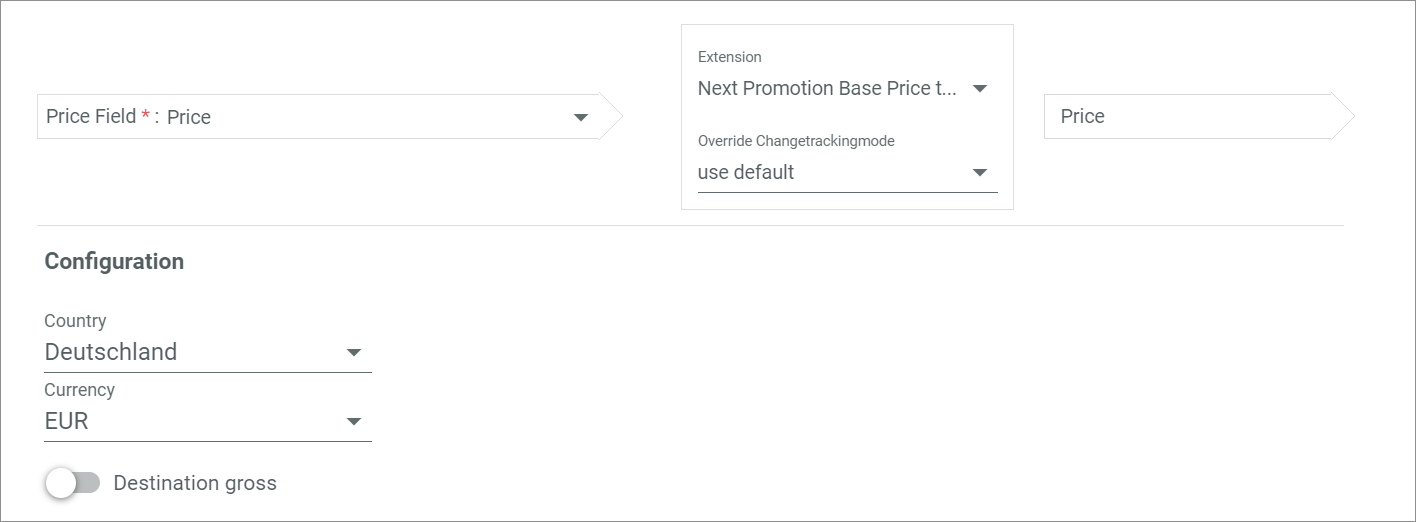 Extension
Next Promotion Base Price t...
Price Field * : Price
Price
Override Changetrackingmode
use default
Configuration
Country
Deutschland
Currency
EUR
Destination gross